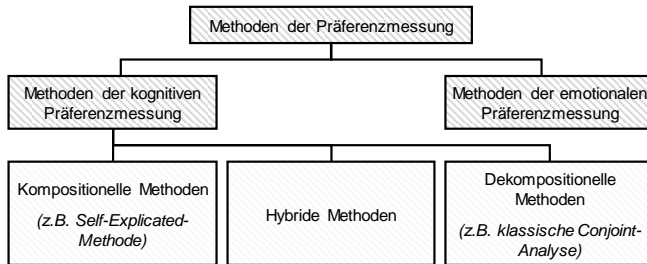 Methoden der Präferenzmessung
Methoden der kognitiven
Präferenzmessung
Methoden der emotionalen
Präferenzmessung
Kompositionelle Methoden
(z.B. Self-Explicated-
Methode)
Hybride Methoden
Dekompositionelle
Methoden
(z.B. klassische Conjoint-
Analyse)